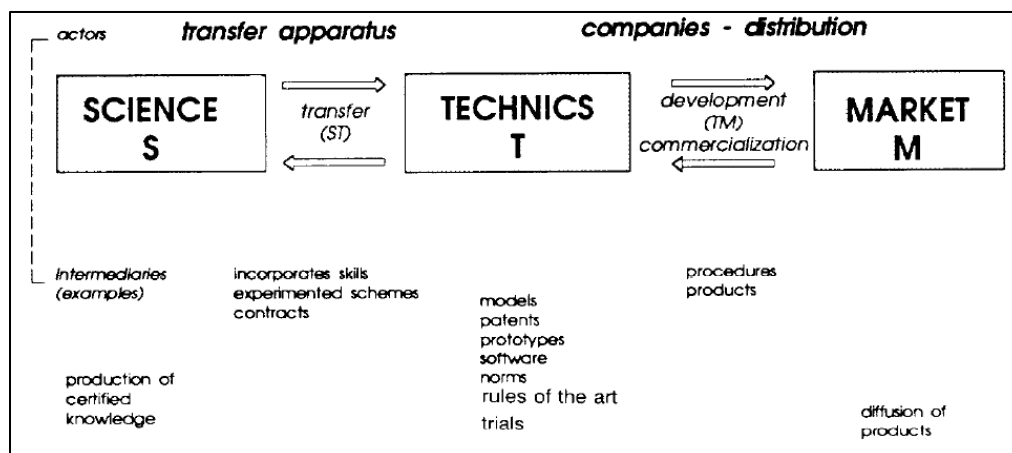 actors
transfer apparatus
companies - distribution
SCIENCE
S
transfer
(ST)
TECHNICS
T
development
(TM)
commercialization
MARKET
M
Intermediaries
(examples)
incorporates skills
experimented schemes
contracts
procedures
products
models
patents
prototypes
software
norms
rules of the art
trials
production of
certified
knowledge
diffusion of
products